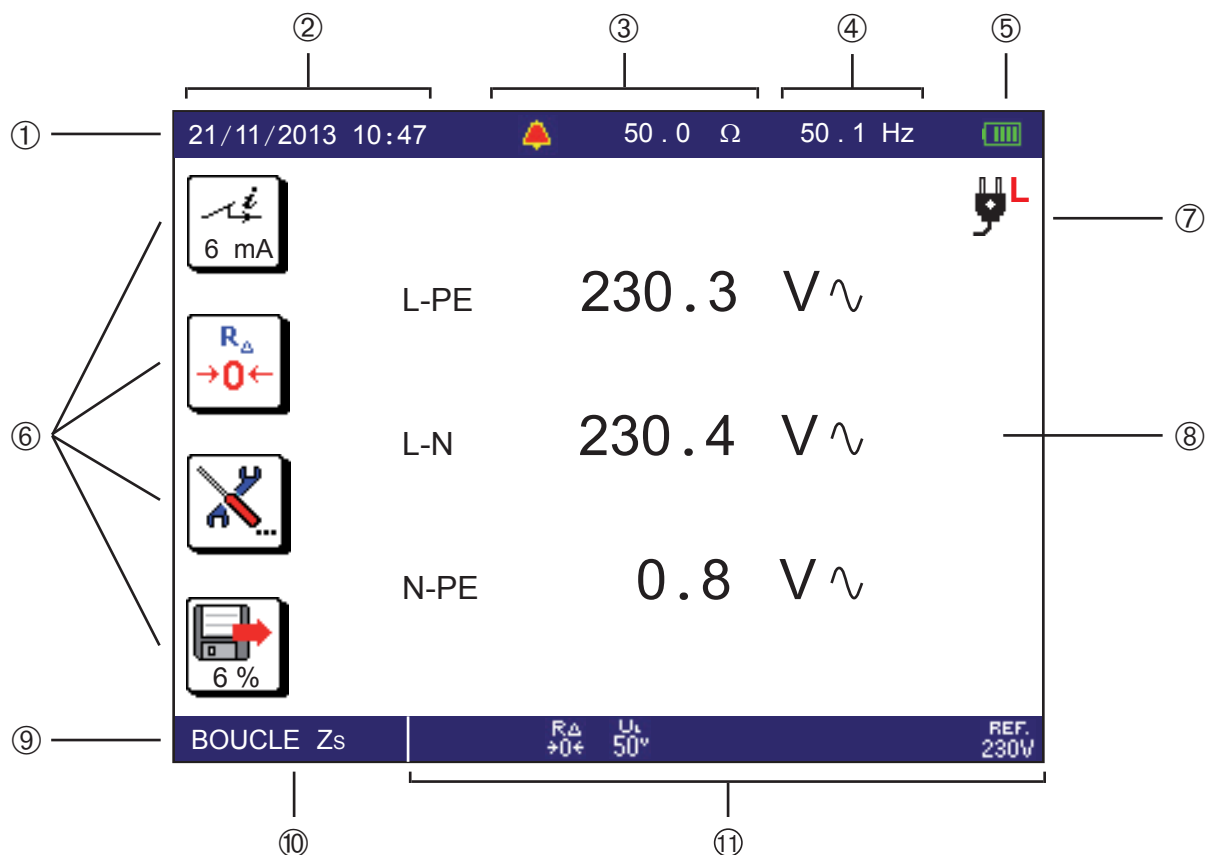 ② ③ ④ ⑤
① 21/11/2013 10:47 50.0 Ω 50.1 Hz
i
6 mA
L ⑦
L-PE 230.3 V
RΔ
→0←
⑥
L-N 230.4 V ⑧
...
N-PE 0.8 V
6 %
⑨ BOUCLE Zs RΔ →0← UL 50V REF. 230V
⑩ ⑪